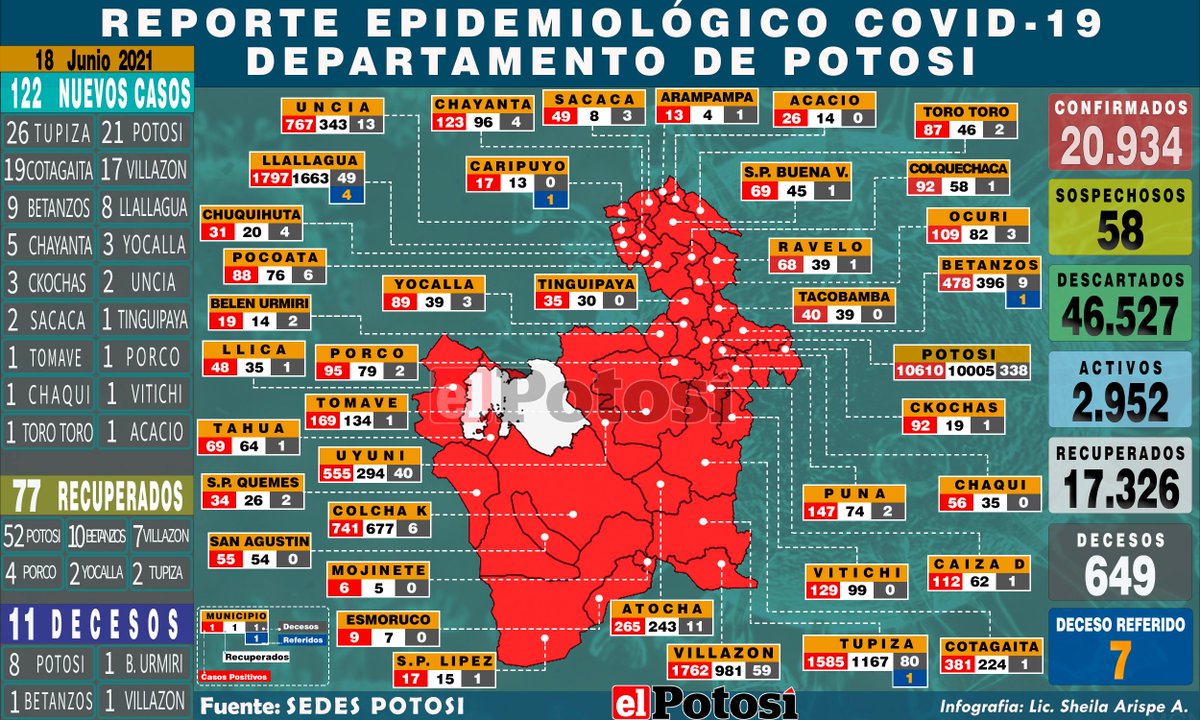 REPORTE EPIDEMIOLÓGICO COVID-19
DEPARTAMENTO DE POTOSI
18 Junio 2021
122 NUEVOS CASOS
26 TUPIZA 21 POTOSI
19 COTAGAITA 17 VILLAZON
9 BETANZOS 8 LLALLAGUA
5 CHAYANTA 3 YOCALLA
3 CKOCHAS 2 UNCIA
2 SACACA 1 TINGUIPAYA
1 TOMAVE 1 PORCO
1 CHAQUI 1 VITICHI
1 TORO TORO 1 ACACIO
77 RECUPERADOS
52 POTOSI 10 BETANZOS 7 VILLAZON
4 PORCO 2 YOCALLA 2 TUPIZA
11 DECESOS
8 POTOSI 1 B. URMIRI
1 BETANZOS 1 VILLAZON
UNCIA
767 343 13
CHAYANTA
123 96 4
SACACA
49 8 3
ARAMPAMPA
13 4 1
ACACIO
26 14 0
TORO TORO
87 46 2
LLALLAGUA
1797 1663 49
4
CARIPUYO
17 13 0
1
S.P. BUENA V.
69 45 1
COLQUECHACA
92 58 1
CHUQUIHUTA
31 20 4
OCURI
109 82 3
POCOATA
88 76 6
RAVELO
68 39 1
YOCALLA
89 39 3
TINGUIPAYA
35 30 0
BETANZOS
478 396 9
1
BELEN URMIRI
19 14 2
TACOBAMBA
40 39 0
LLICA
48 35 1
PORCO
95 79 2
POTOSI
10610 10005 338
elPotosí
TOMAVE
169 134 1
CKOCHAS
92 19 1
TAHUA
69 64 1
UYUNI
555 294 40
S.P. QUEMES
34 26 2
PUNA
147 74 2
CHAQUI
56 35 0
COLCHA K
741 677 6
SAN AGUSTIN
55 54 0
MOJINETE
6 5 0
VITICHI
129 99 0
CAIZA D
112 62 1
ESMORUCO
9 7 0
ATOCHA
265 243 11
S.P. LIPEZ
17 15 1
VILLAZON
1762 981 59
TUPIZA
1585 1167 80
1
COTAGAITA
381 224 1
MUNICIPIO
1 1 1
1
Decesos
Referidos
Recuperados
Casos Positivos
CONFIRMADOS
20.934
SOSPECHOSOS
58
DESCARTADOS
46.527
ACTIVOS
2.952
RECUPERADOS
17.326
DECESOS
649
DECESO REFERIDO
7
Fuente: SEDES POTOSI
elPotosí
Infografia: Lic. Sheila Arispe A.